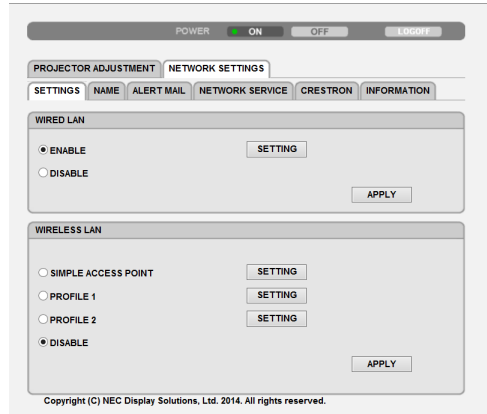 POWER ON OFF LOGOFF
PROJECTOR ADJUSTMENT NETWORK SETTINGS
SETTINGS NAME ALERT MAIL NETWORK SERVICE CRESTRON INFORMATION
WIRED LAN
ENABLE SETTING
DISABLE
APPLY
WIRELESS LAN
SIMPLE ACCESS POINT SETTING
PROFILE 1 SETTING
PROFILE 2 SETTING
DISABLE
APPLY
Copyright (C) NEC Display Solutions, Ltd. 2014. All rights reserved.